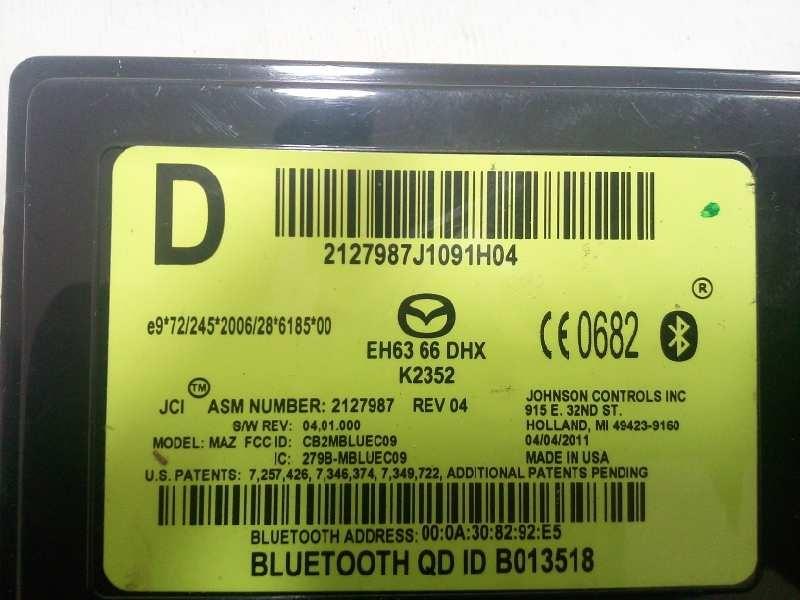 D
2127987J1091H04
®
e9*72/245*2006/28*6185*00
CE0682
EH63 66 DHX
K2352
JCI™ ASM NUMBER: 2127987 REV 04
S/W REV: 04.01.000
MODEL: MAZ FCC ID: CB2MBLUEC09
IC: 279B-MBLUEC09
JOHNSON CONTROLS INC
915 E. 32ND ST.
HOLLAND, MI 49423-9160
04/04/2011
MADE IN USA
U.S. PATENTS: 7,257,426, 7,346,374, 7,349,722, ADDITIONAL PATENTS PENDING
BLUETOOTH ADDRESS: 00:0A:30:82:92:E5
BLUETOOTH QD ID B013518